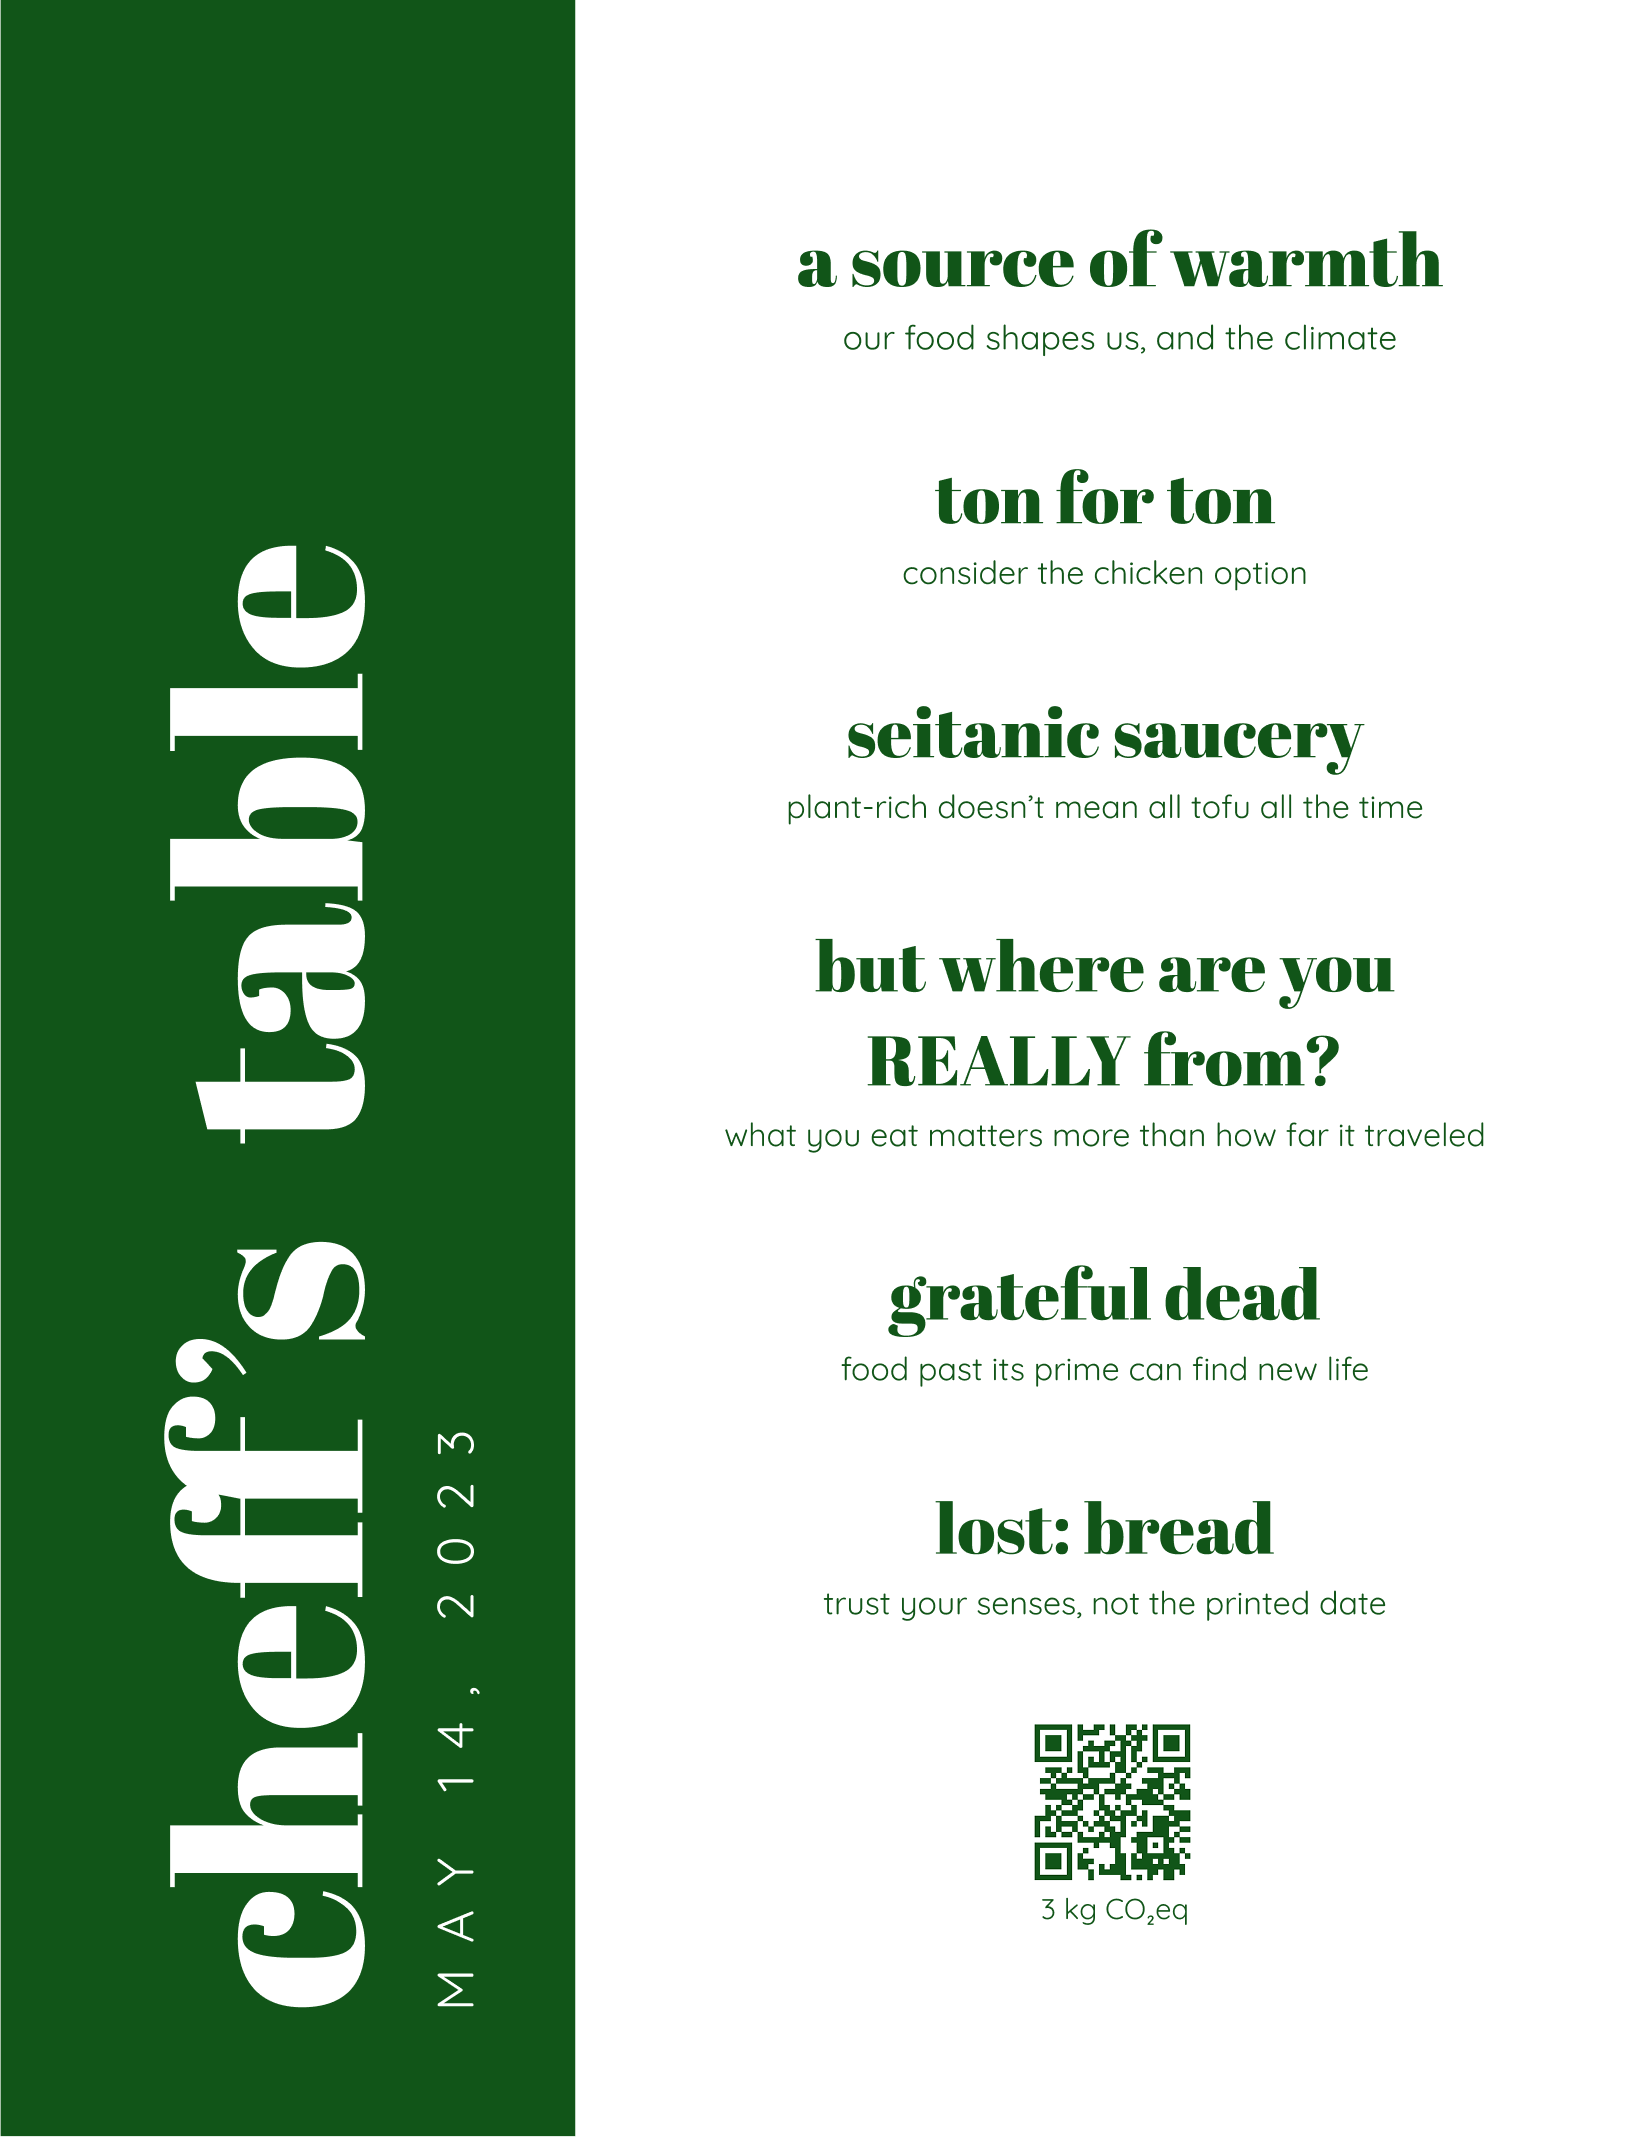 cheff’s table
MAY 14, 2023
a source of warmth
our food shapes us, and the climate
ton for ton
consider the chicken option
seitanic saucery
plant-rich doesn’t mean all tofu all the time
but where are you
REALLY from?
what you eat matters more than how far it traveled
grateful dead
food past its prime can find new life
lost: bread
trust your senses, not the printed date
3 kg CO₂eq